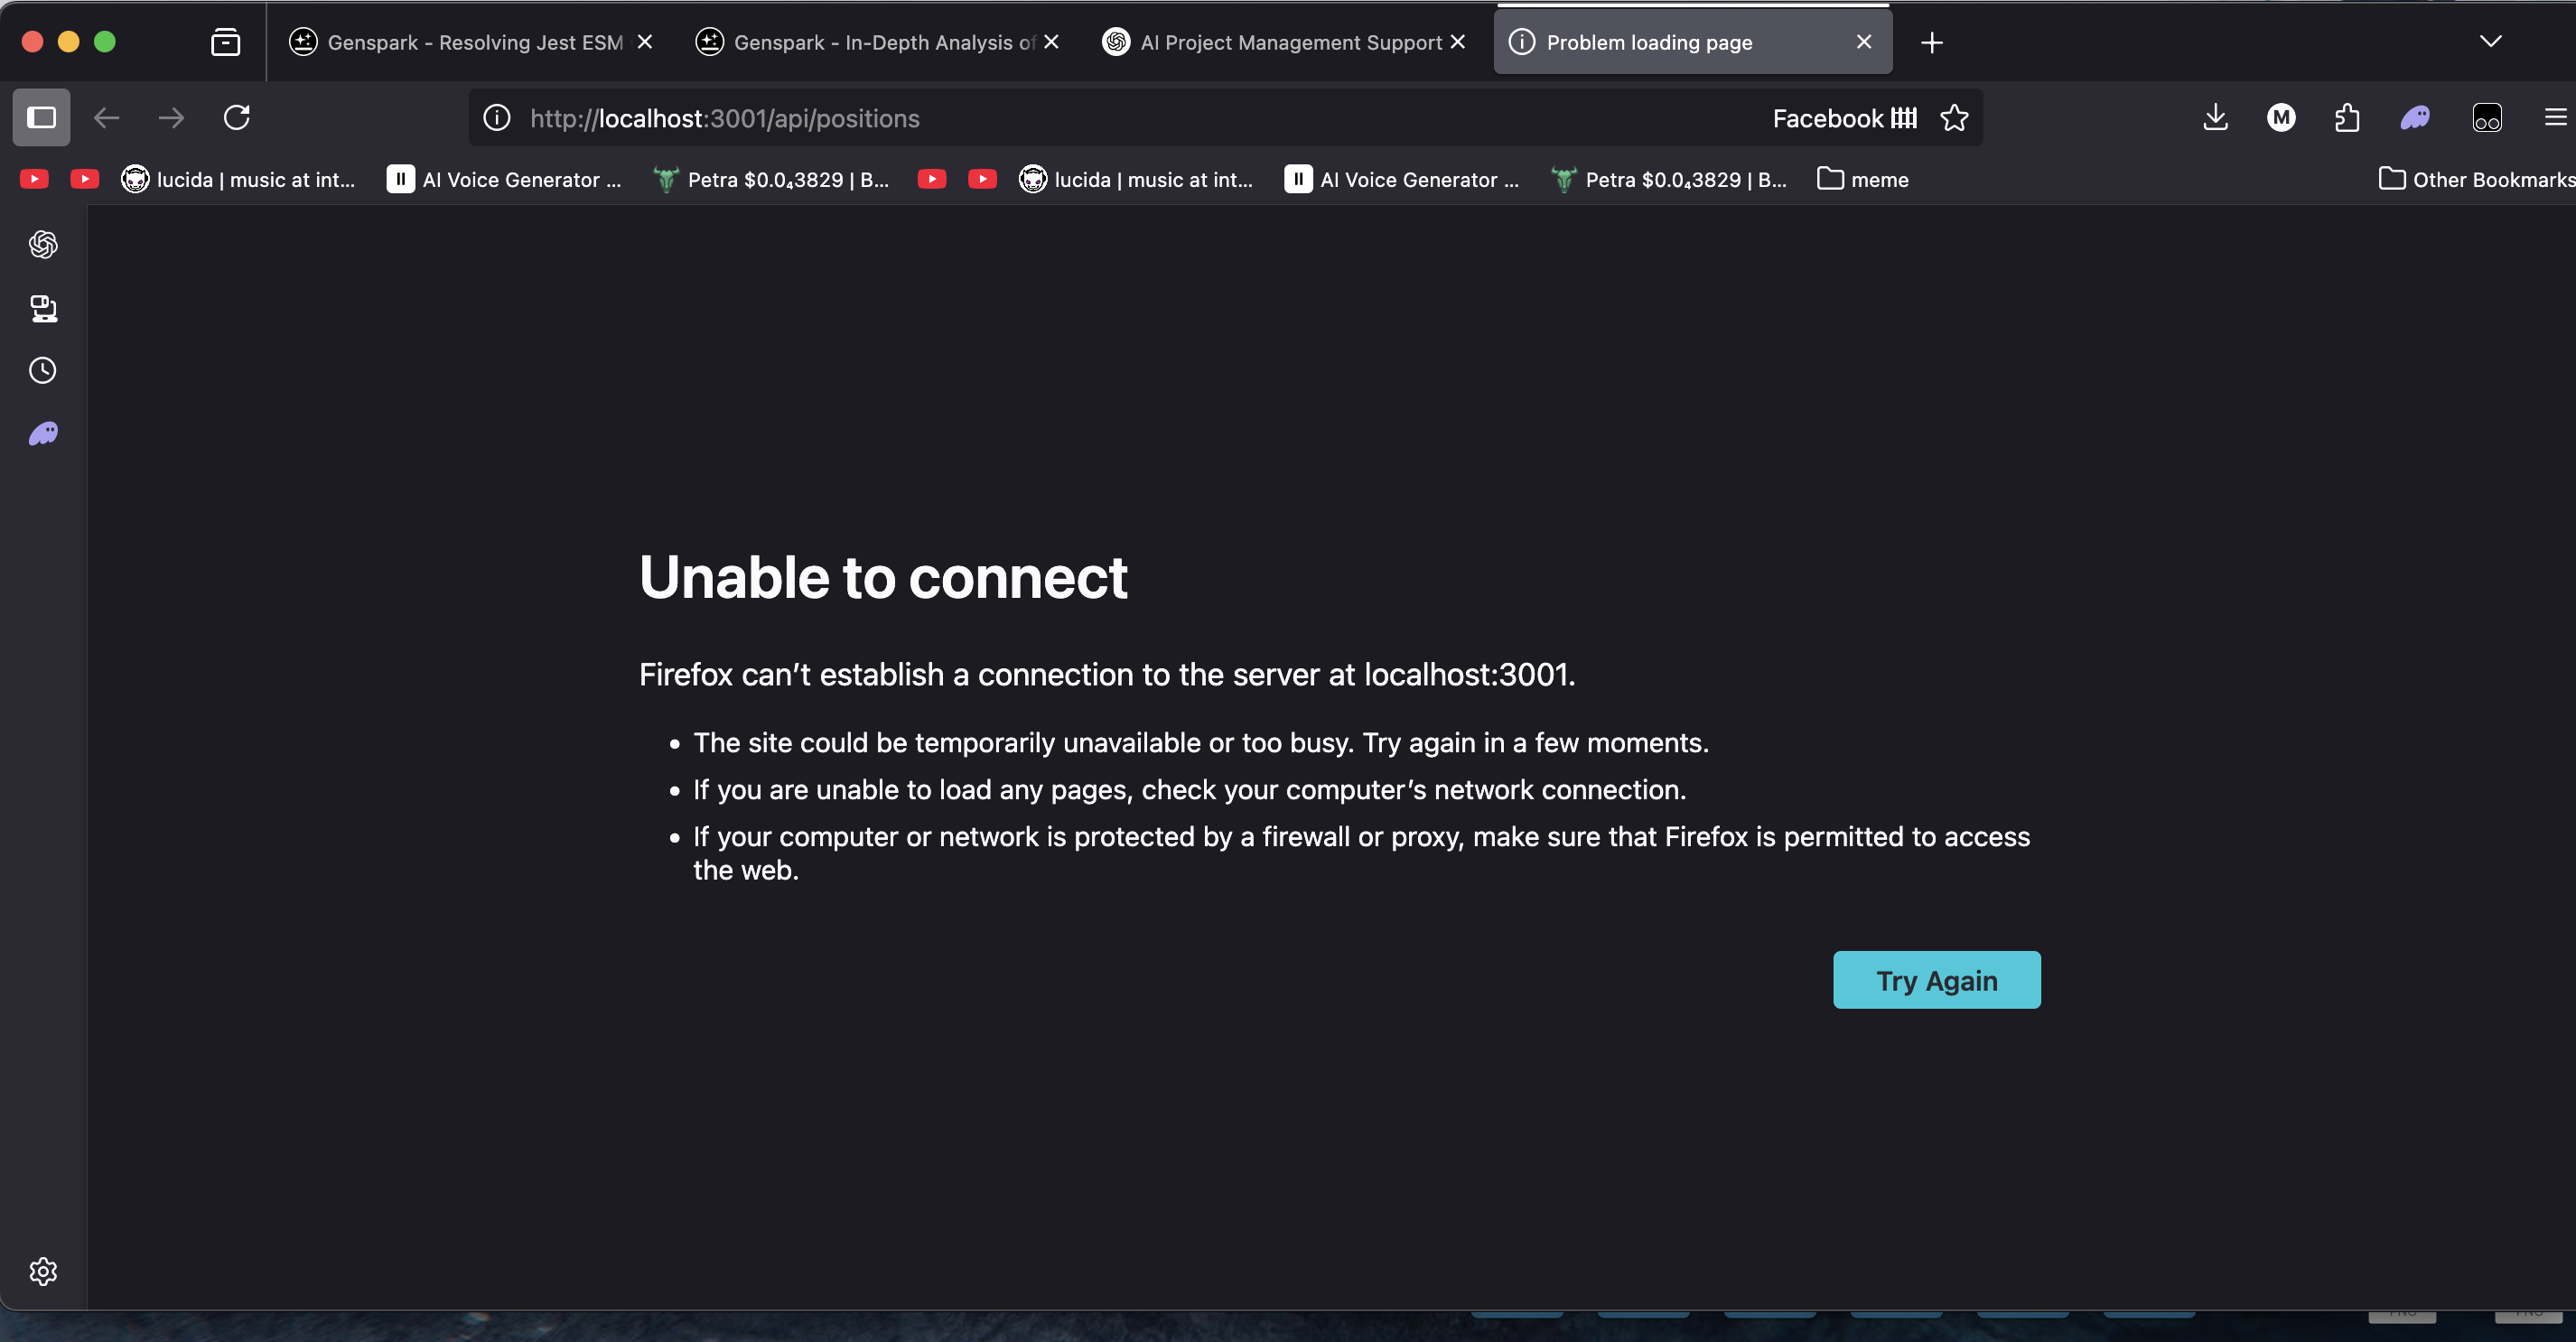 Genspark - Resolving Jest ESM
Genspark - In-Depth Analysis of
AI Project Management Support
Problem loading page
http://localhost:3001/api/positions
Facebook
M
lucida | music at int...
AI Voice Generator ...
Petra $0.0₄3829 | B...
lucida | music at int...
AI Voice Generator ...
Petra $0.0₄3829 | B...
meme
Other Bookmarks
Unable to connect
Firefox can’t establish a connection to the server at localhost:3001.
• The site could be temporarily unavailable or too busy. Try again in a few moments.
• If you are unable to load any pages, check your computer’s network connection.
• If your computer or network is protected by a firewall or proxy, make sure that Firefox is permitted to access
the web.
Try Again